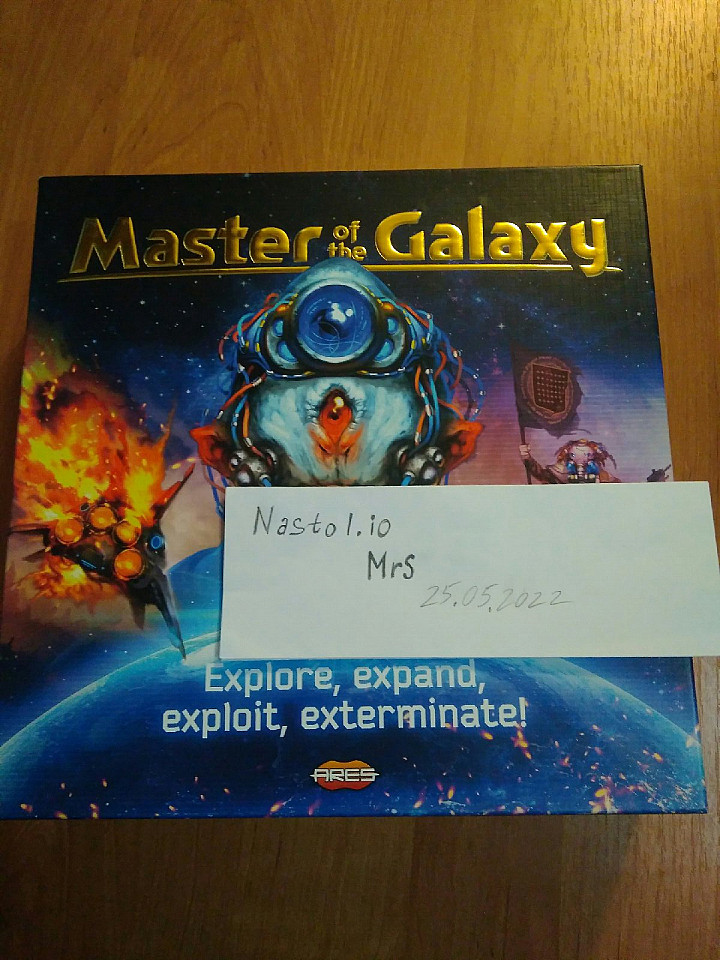 Master of the Galaxy
Nastol.io
MrS
25.05.2022
Explore, expand,
exploit, exterminate!
ARES